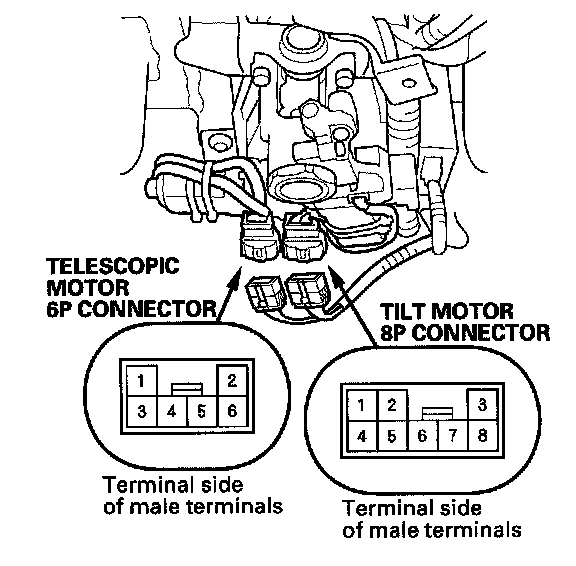 TELESCOPIC
MOTOR
6P CONNECTOR
TILT MOTOR
8P CONNECTOR
1 2
3 4 5 6
Terminal side
of male terminals
1 2 3
4 5 6 7 8
Terminal side
of male terminals